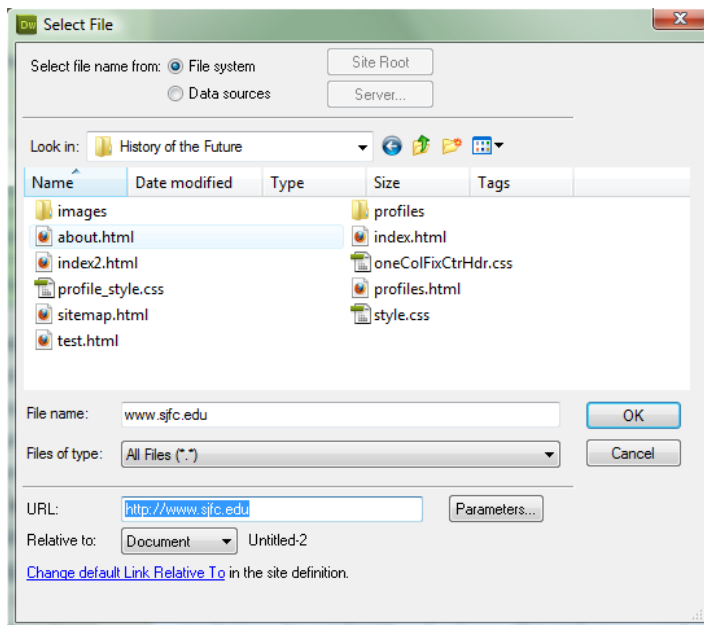 Dw Select File
Select file name from: File system Site Root
Data sources Server...
Look in: History of the Future
Name Date modified Type Size Tags
images profiles
about.html index.html
index2.html oneColFixCtrHdr.css
profile_style.css profiles.html
sitemap.html style.css
test.html
File name: www.sjfc.edu OK
Files of type: All Files (*.*) Cancel
URL: http://www.sjfc.edu Parameters...
Relative to: Document Untitled-2
Change default Link Relative To in the site definition.